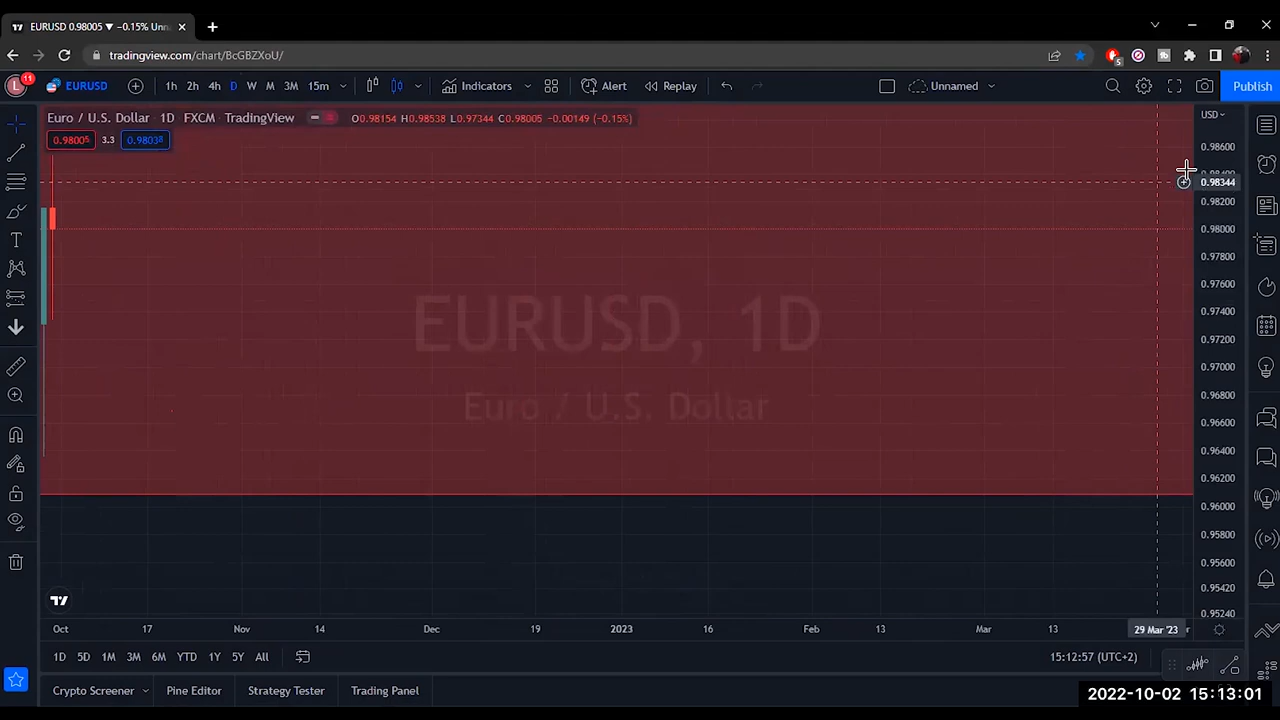 EURUSD 0.98005 ▼ −0.15% Unna
tradingview.com/chart/BcGBZXoU/
5
L 11 EURUSD 1h 2h 4h D W M 3M 15m Indicators Alert Replay Unnamed Publish
Euro / U.S. Dollar · 1D · FXCM · TradingView O0.98154 H0.98538 L0.97344 C0.98005 −0.00149 (−0.15%)
USD
0.98005 3.3 0.98038
0.98600
0.98400
0.98344
0.98200
0.98000
0.97800
0.97600
0.97400
0.97200
0.97000
0.96800
0.96600
0.96400
0.96200
0.96000
0.95800
0.95600
0.95420
0.95240
EURUSD, 1D
Euro / U.S. Dollar
Oct 17 Nov 14 Dec 19 2023 16 Feb 13 Mar 13 29 Mar '23
1D 5D 1M 3M 6M YTD 1Y 5Y All 15:12:57 (UTC+2)
Crypto Screener Pine Editor Strategy Tester Trading Panel
2022-10-02 15:13:01